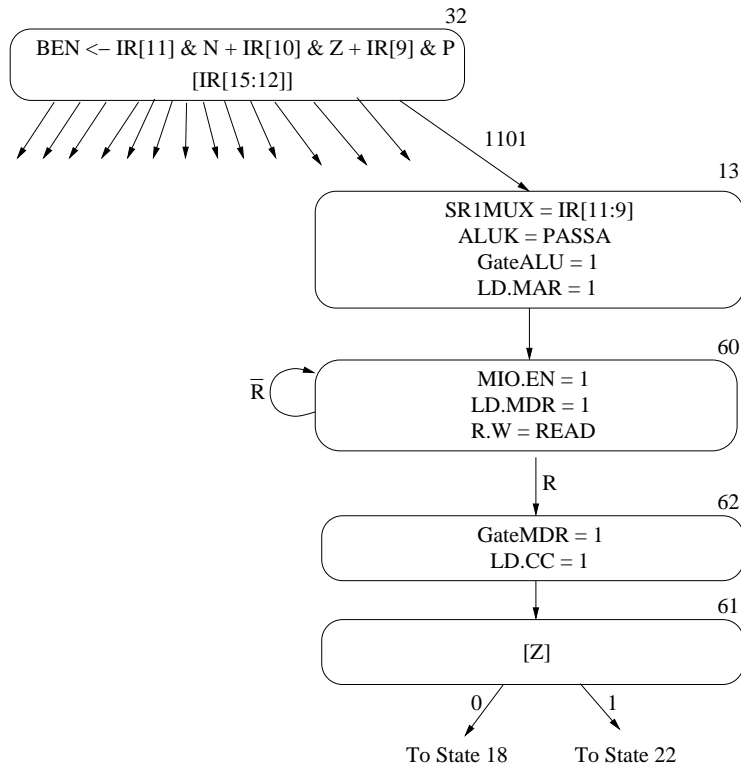 32
BEN <– IR[11] & N + IR[10] & Z + IR[9] & P
[IR[15:12]]
1101
13
SR1MUX = IR[11:9]
ALUK = PASSA
GateALU = 1
LD.MAR = 1
60
R̅
MIO.EN = 1
LD.MDR = 1
R.W = READ
R
62
GateMDR = 1
LD.CC = 1
61
[Z]
0
1
To State 18
To State 22